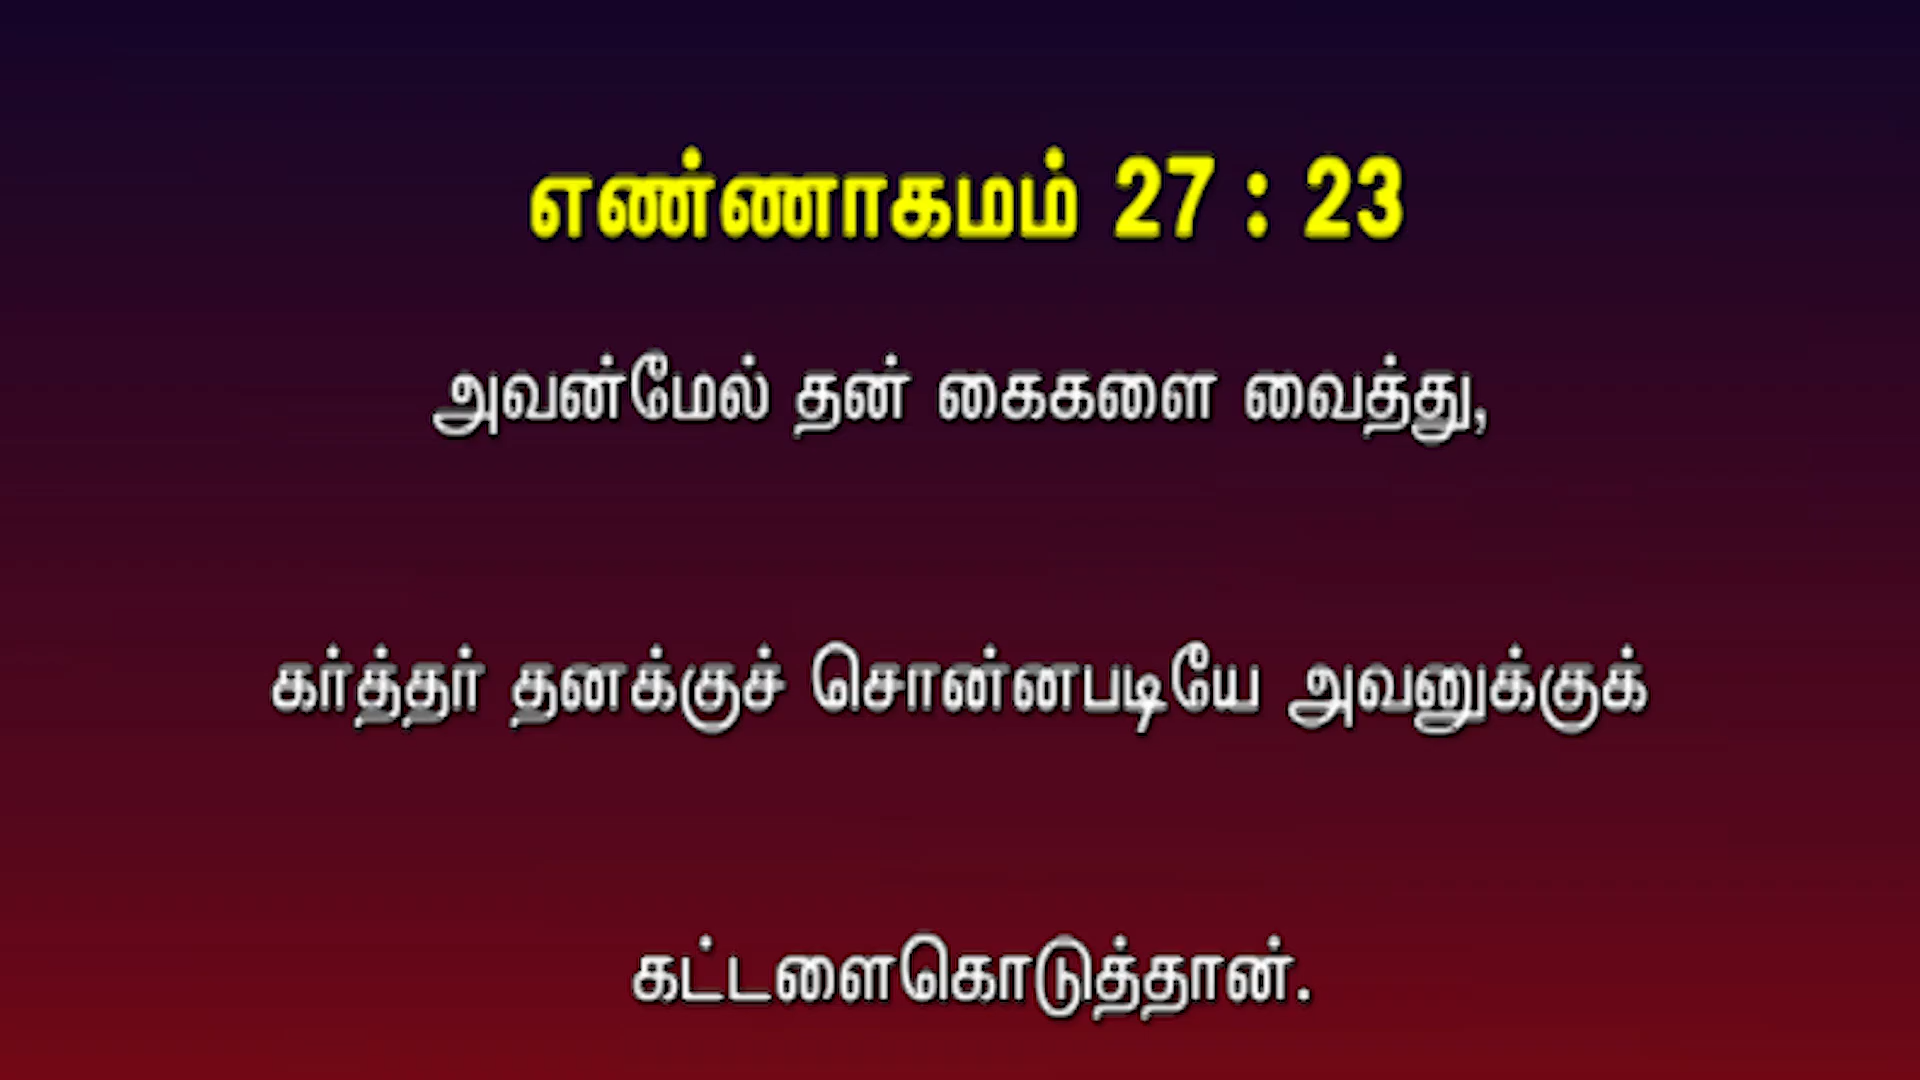 எண்ணாகமம் 27 : 23
அவன்மேல் தன் கைகளை வைத்து,
கர்த்தர் தனக்குச் சொன்னபடியே அவனுக்குக்
கட்டளைகொடுத்தான்.